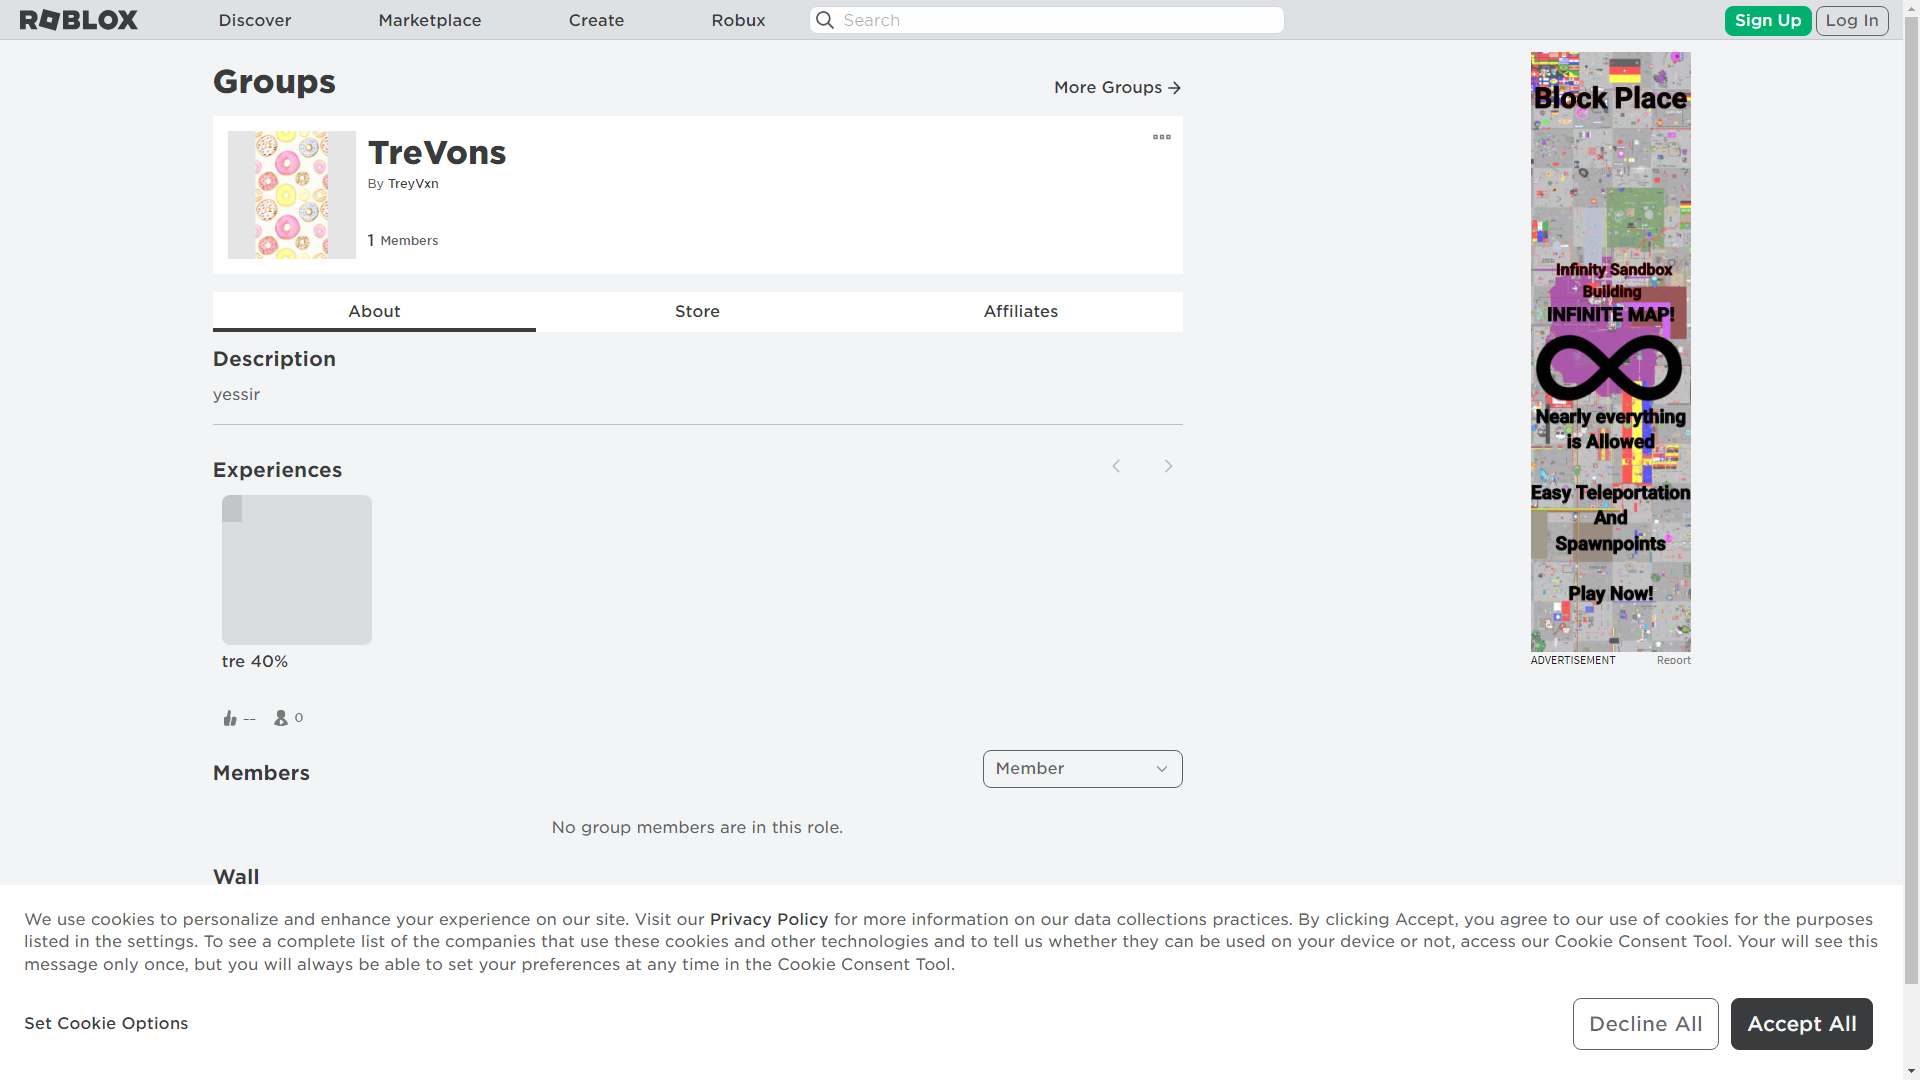 ROBLOX
Discover
Marketplace
Create
Robux
Search
Sign Up
Log In
Groups
More Groups
TreVons
By TreyVxn
1 Members
About
Store
Affiliates
Description
yessir
Experiences
tre 40%
--
0
Members
Member
No group members are in this role.
Wall
Block Place
Infinity Sandbox
Building
INFINITE MAP!
Nearly everything
is Allowed
Easy Teleportation
And
Spawnpoints
Play Now!
ADVERTISEMENT
Report
We use cookies to personalize and enhance your experience on our site. Visit our Privacy Policy for more information on our data collections practices. By clicking Accept, you agree to our use of cookies for the purposes
listed in the settings. To see a complete list of the companies that use these cookies and other technologies and to tell us whether they can be used on your device or not, access our Cookie Consent Tool. Your will see this
message only once, but you will always be able to set your preferences at any time in the Cookie Consent Tool.
Set Cookie Options
Decline All
Accept All